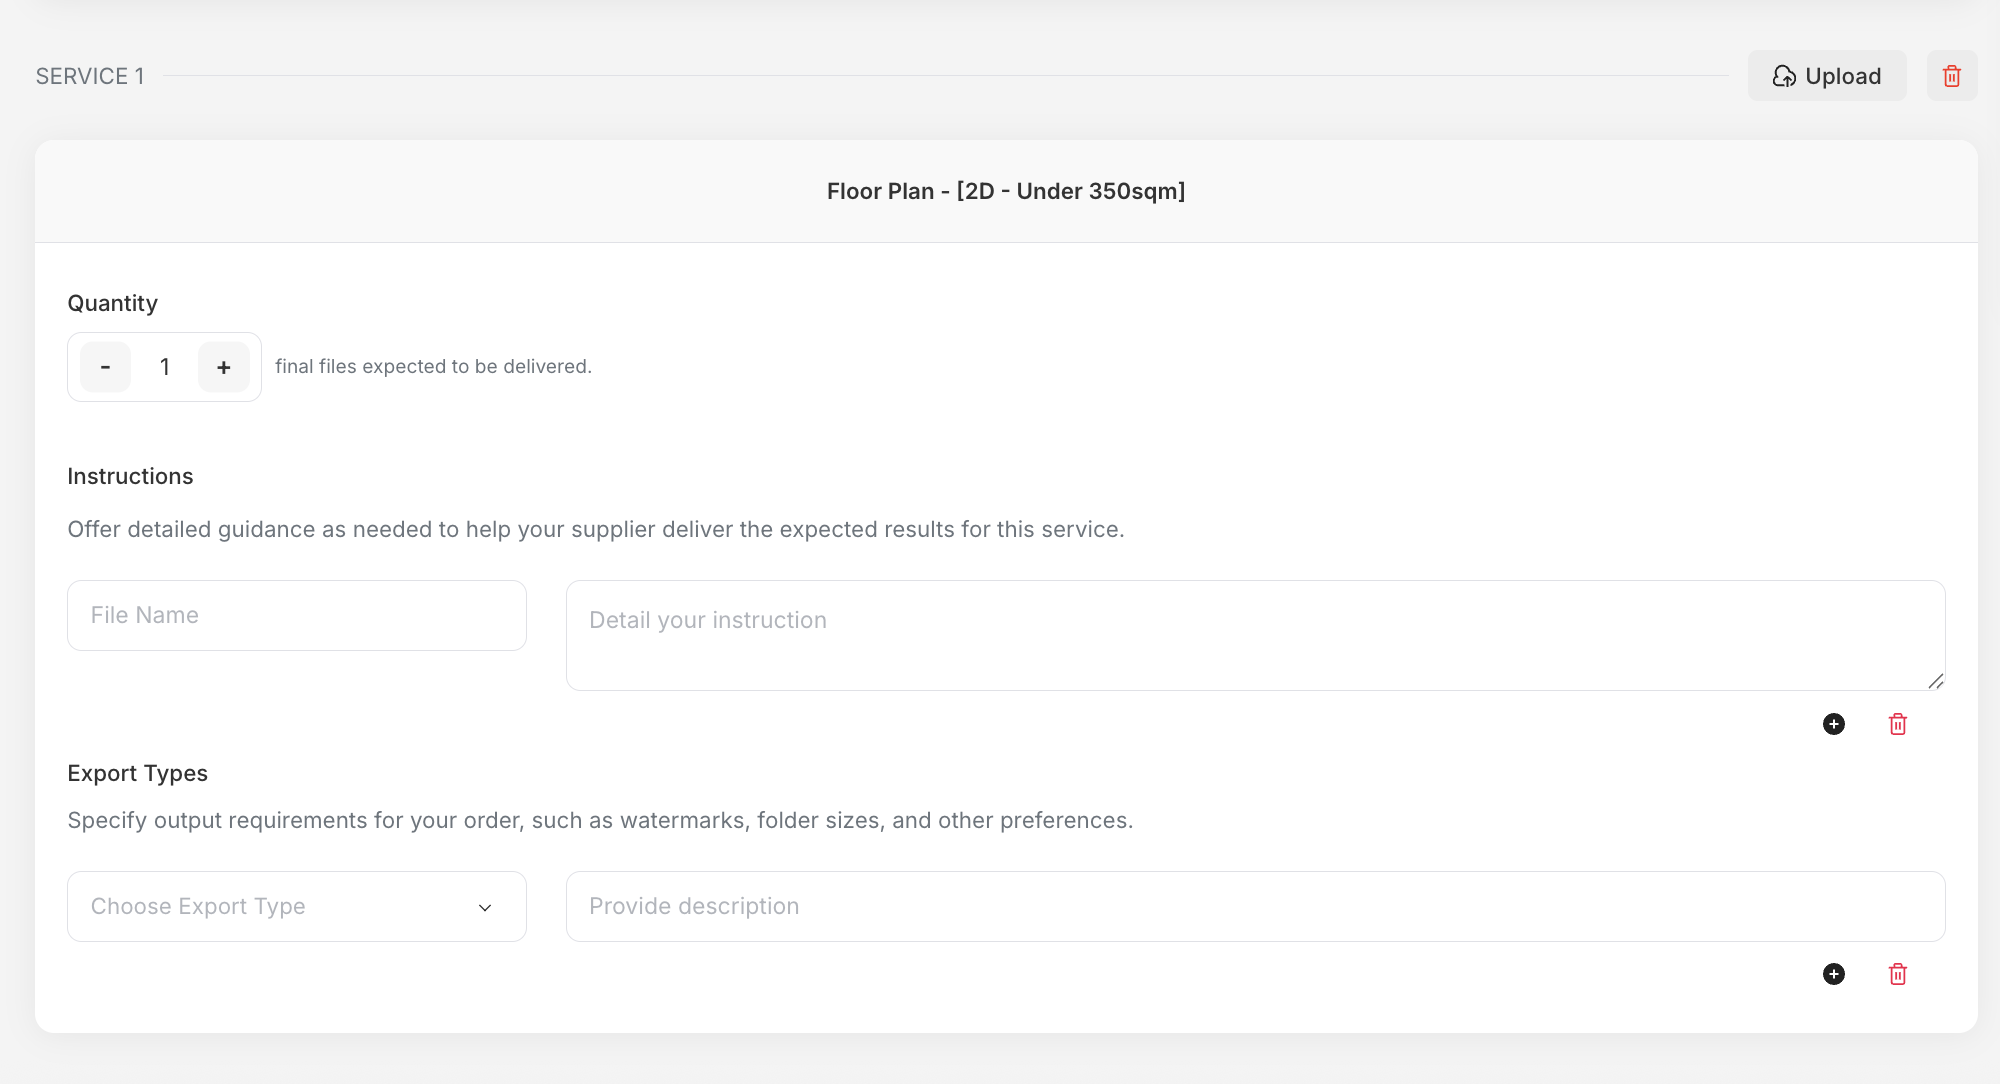 SERVICE 1
Upload
Floor Plan - [2D - Under 350sqm]
Quantity
- 1 + final files expected to be delivered.
Instructions
Offer detailed guidance as needed to help your supplier deliver the expected results for this service.
File Name
Detail your instruction
Export Types
Specify output requirements for your order, such as watermarks, folder sizes, and other preferences.
Choose Export Type
Provide description